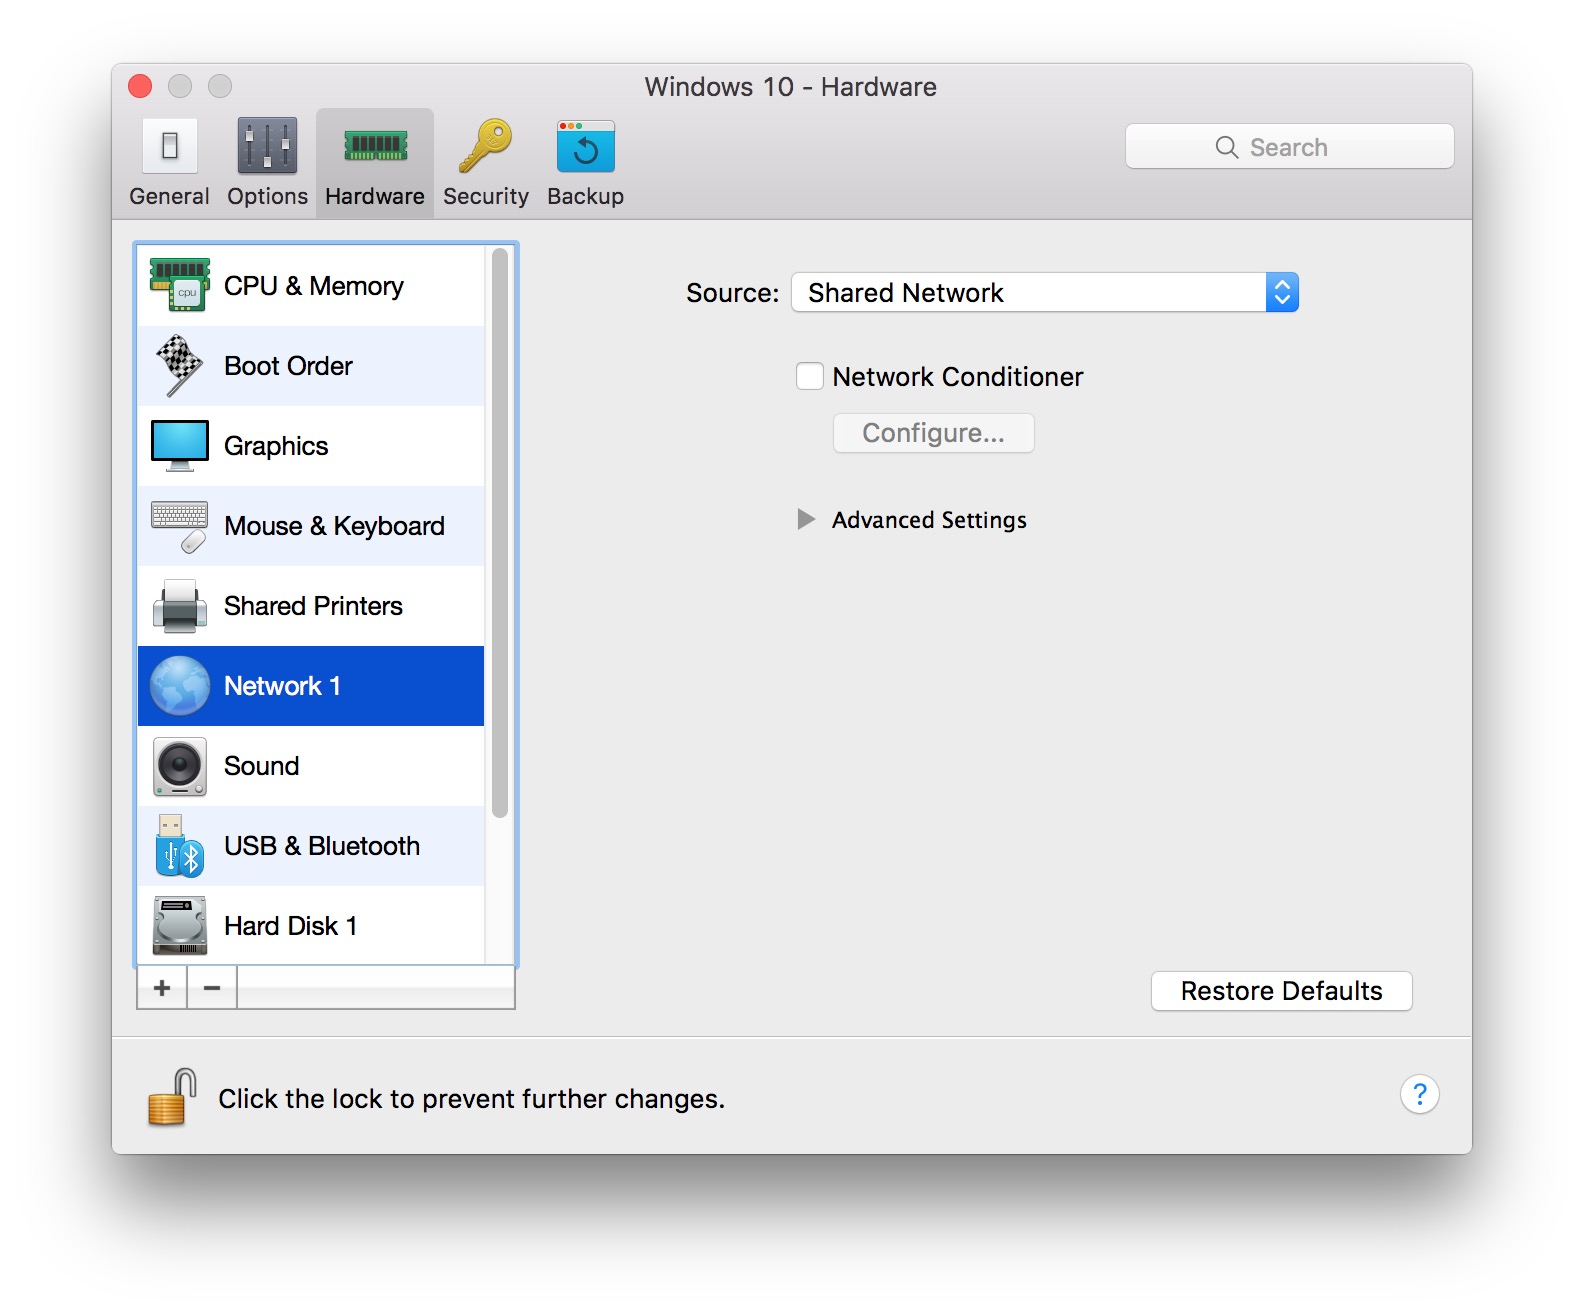 Windows 10 - Hardware
General Options Hardware Security Backup
Search
CPU & Memory
cpu
Boot Order
Graphics
Mouse & Keyboard
Shared Printers
Network 1
Sound
USB & Bluetooth
Hard Disk 1
+ −
Source: Shared Network
Network Conditioner
Configure...
Advanced Settings
Restore Defaults
Click the lock to prevent further changes.
?